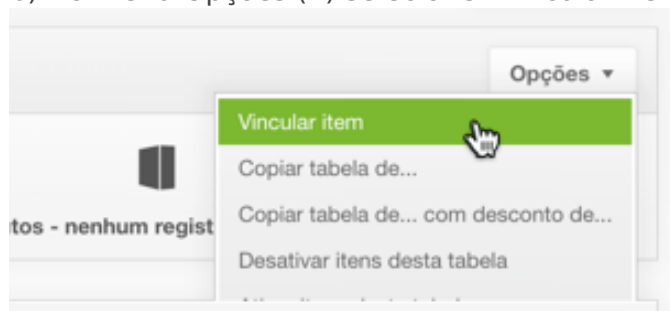 Opções
Vincular item
Copiar tabela de...
tos - nenhum regist
Copiar tabela de... com desconto de...
Desativar itens desta tabela